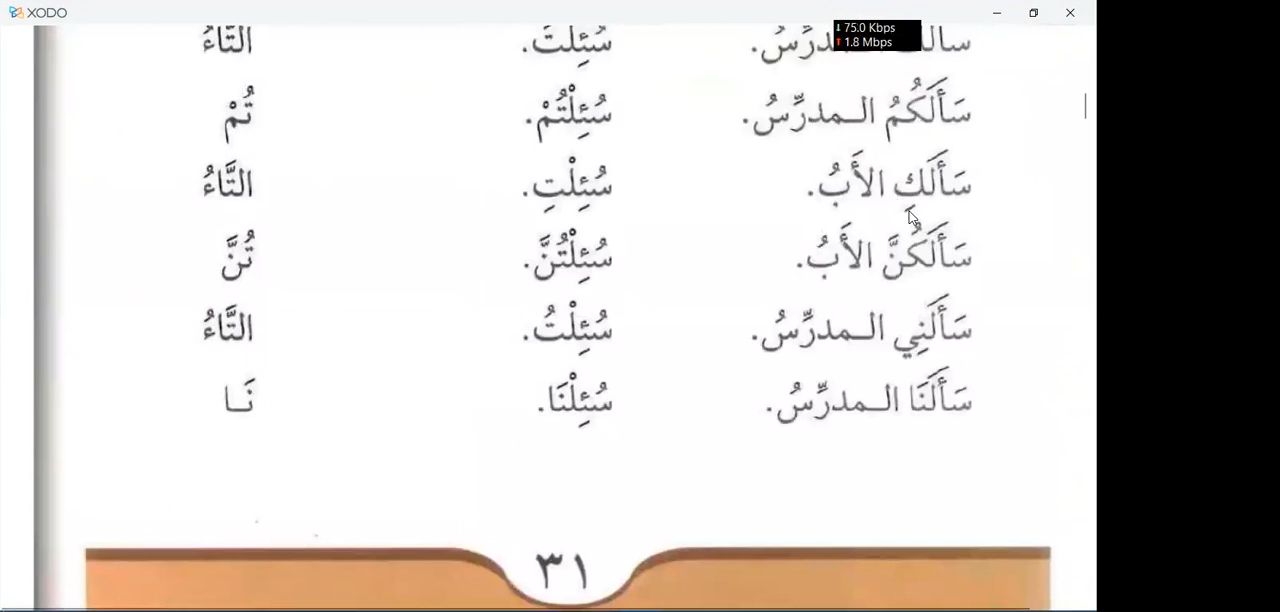 XODO
75.0 Kbps
1.8 Mbps
سُئِلْتَ. التَّاءُ
سَأَلَكُمُ الـمدرِّسُ. سُئِلْتُمْ. تُمْ
سَأَلَكِ الأَبُ. سُئِلْتِ. التَّاءُ
سَأَلَكُنَّ الأَبُ. سُئِلْتُنَّ. تُنَّ
سَأَلَنِي الـمدرِّسُ. سُئِلْتُ. التَّاءُ
سَأَلَنَا الـمدرِّسُ. سُئِلْنَا. نَـا
٣١